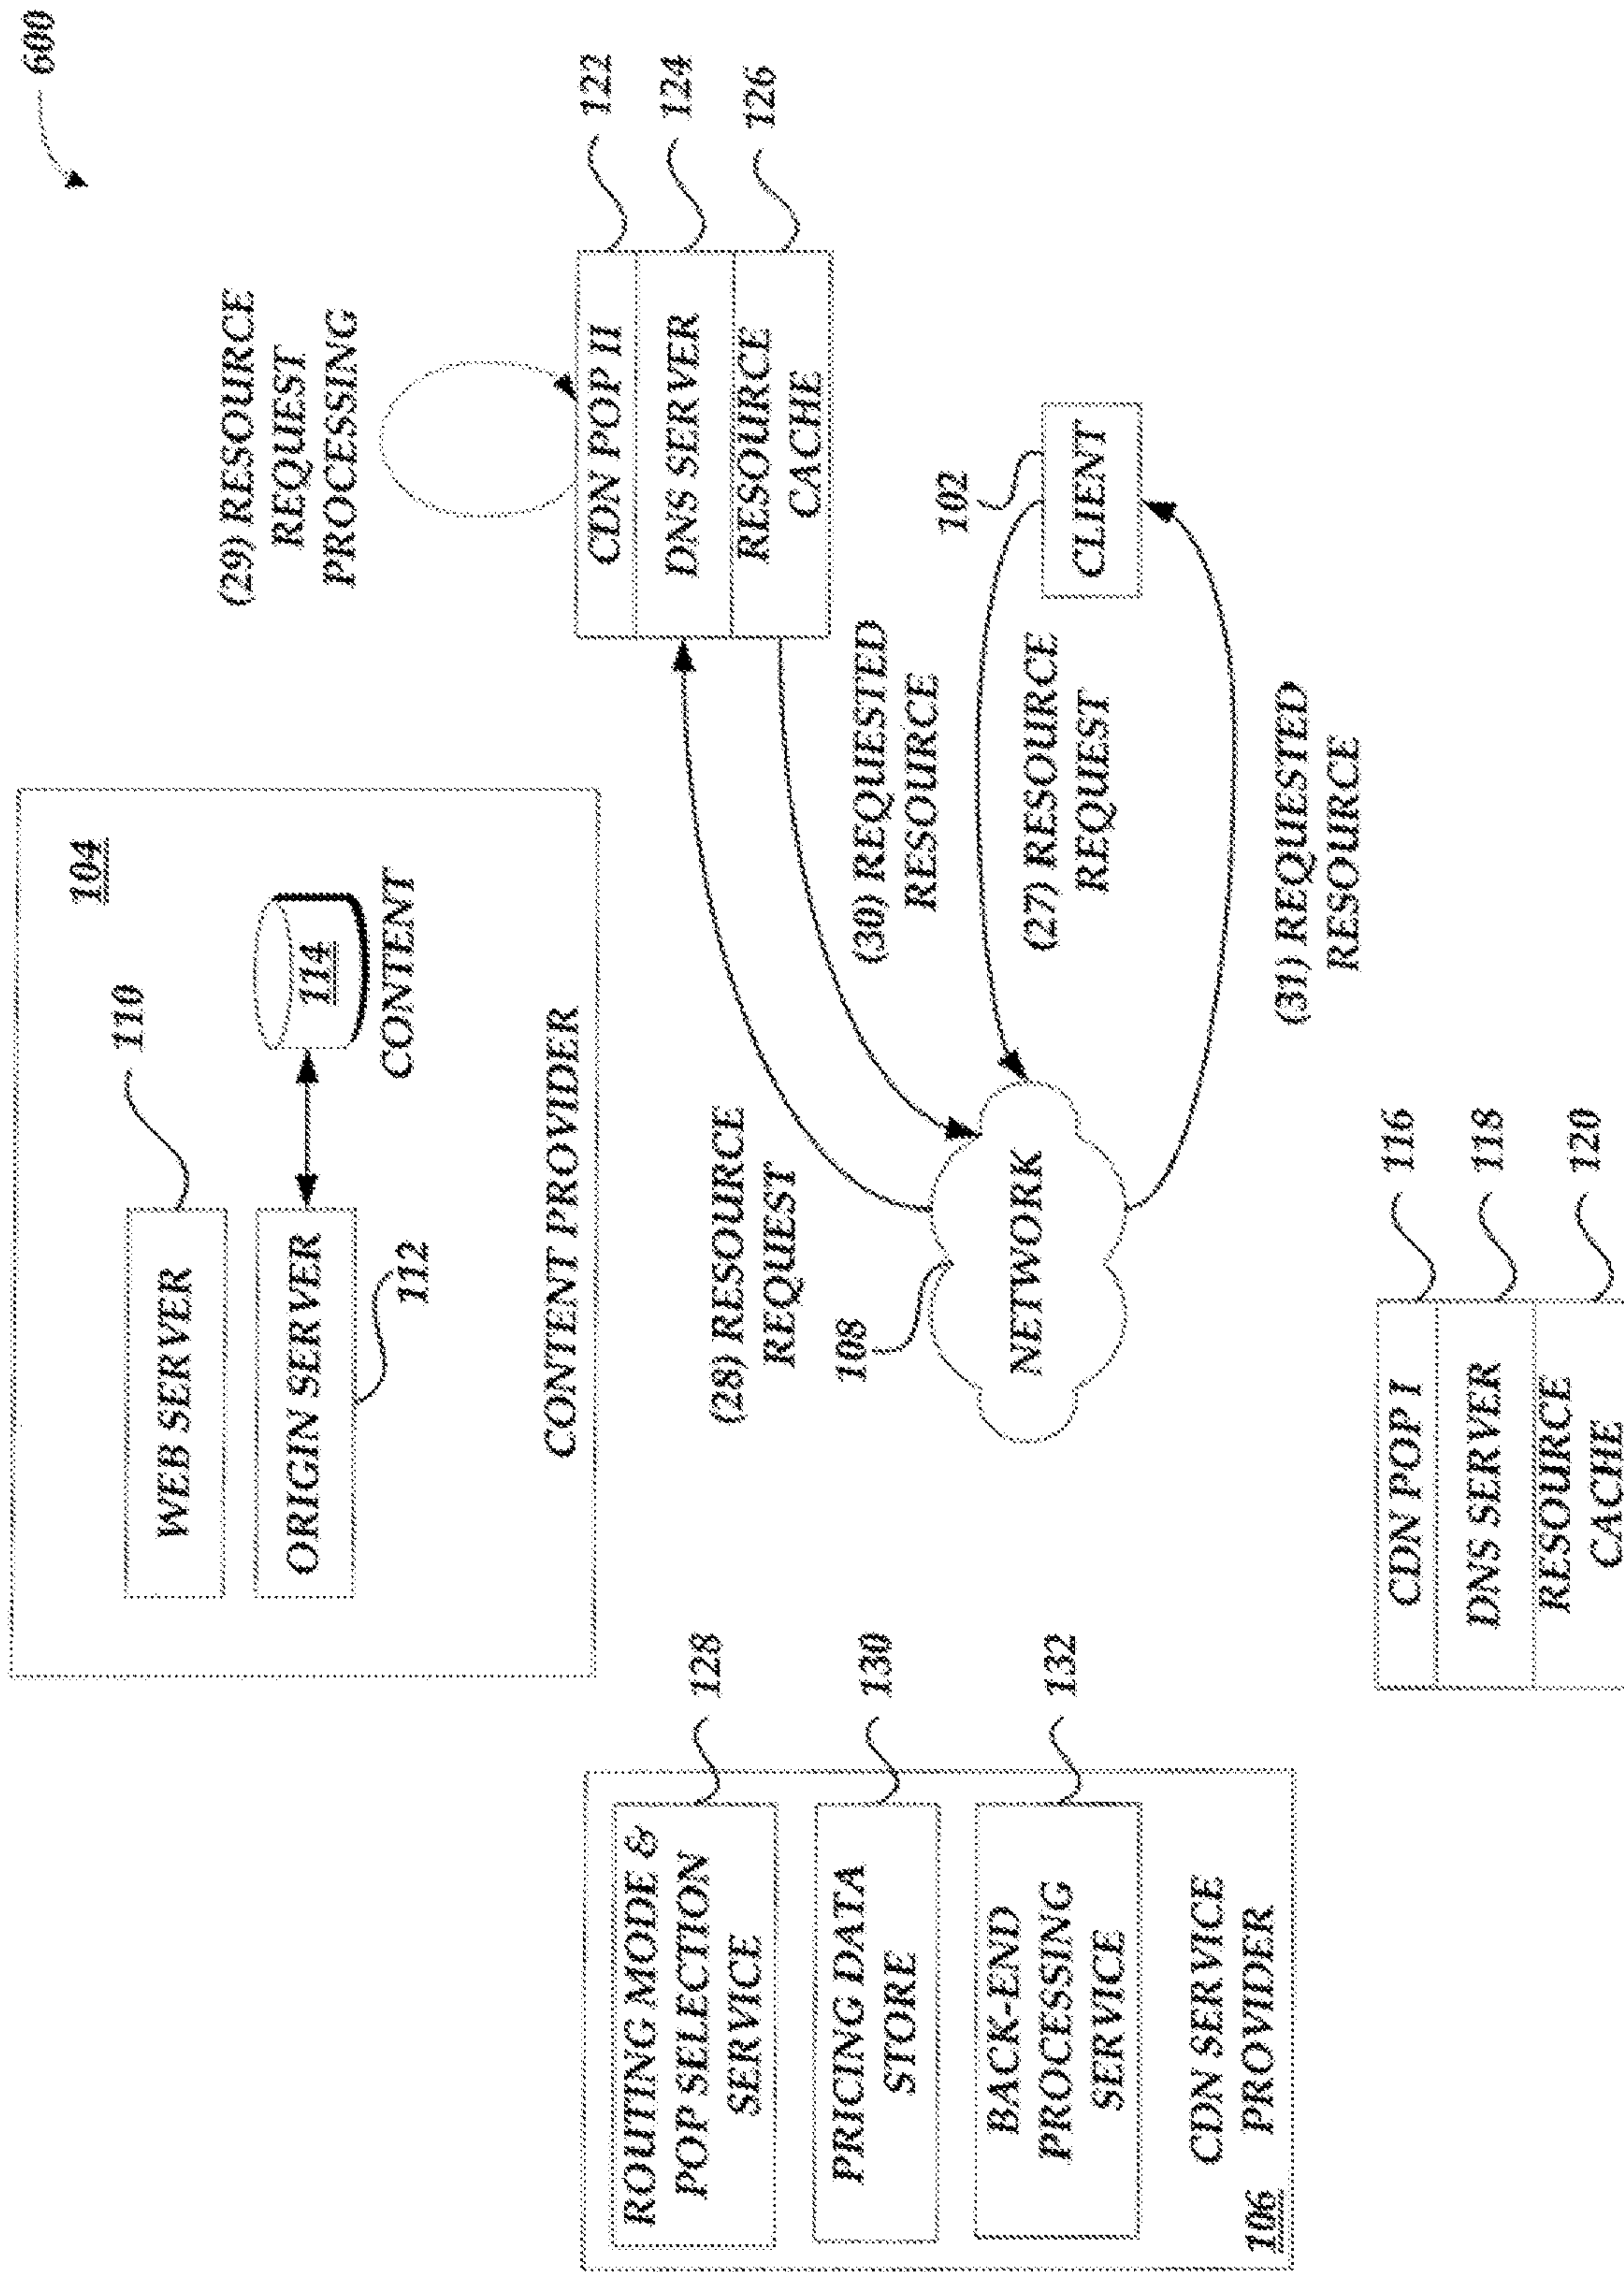 600
104
110
WEB SERVER
ORIGIN SERVER
112
114
CONTENT
CONTENT PROVIDER
(29) RESOURCE
REQUEST
PROCESSING
122
124
126
CDN POP II
DNS SERVER
RESOURCE
CACHE
ROUTING MODE &
POP SELECTION
SERVICE
128
PRICING DATA
STORE
130
BACK-END
PROCESSING
SERVICE
132
CDN SERVICE
PROVIDER
106
(28) RESOURCE
REQUEST
108
NETWORK
(30) REQUESTED
RESOURCE
(27) RESOURCE
REQUEST
102
CLIENT
(31) REQUESTED
RESOURCE
CDN POP I
116
DNS SERVER
118
RESOURCE
CACHE
120